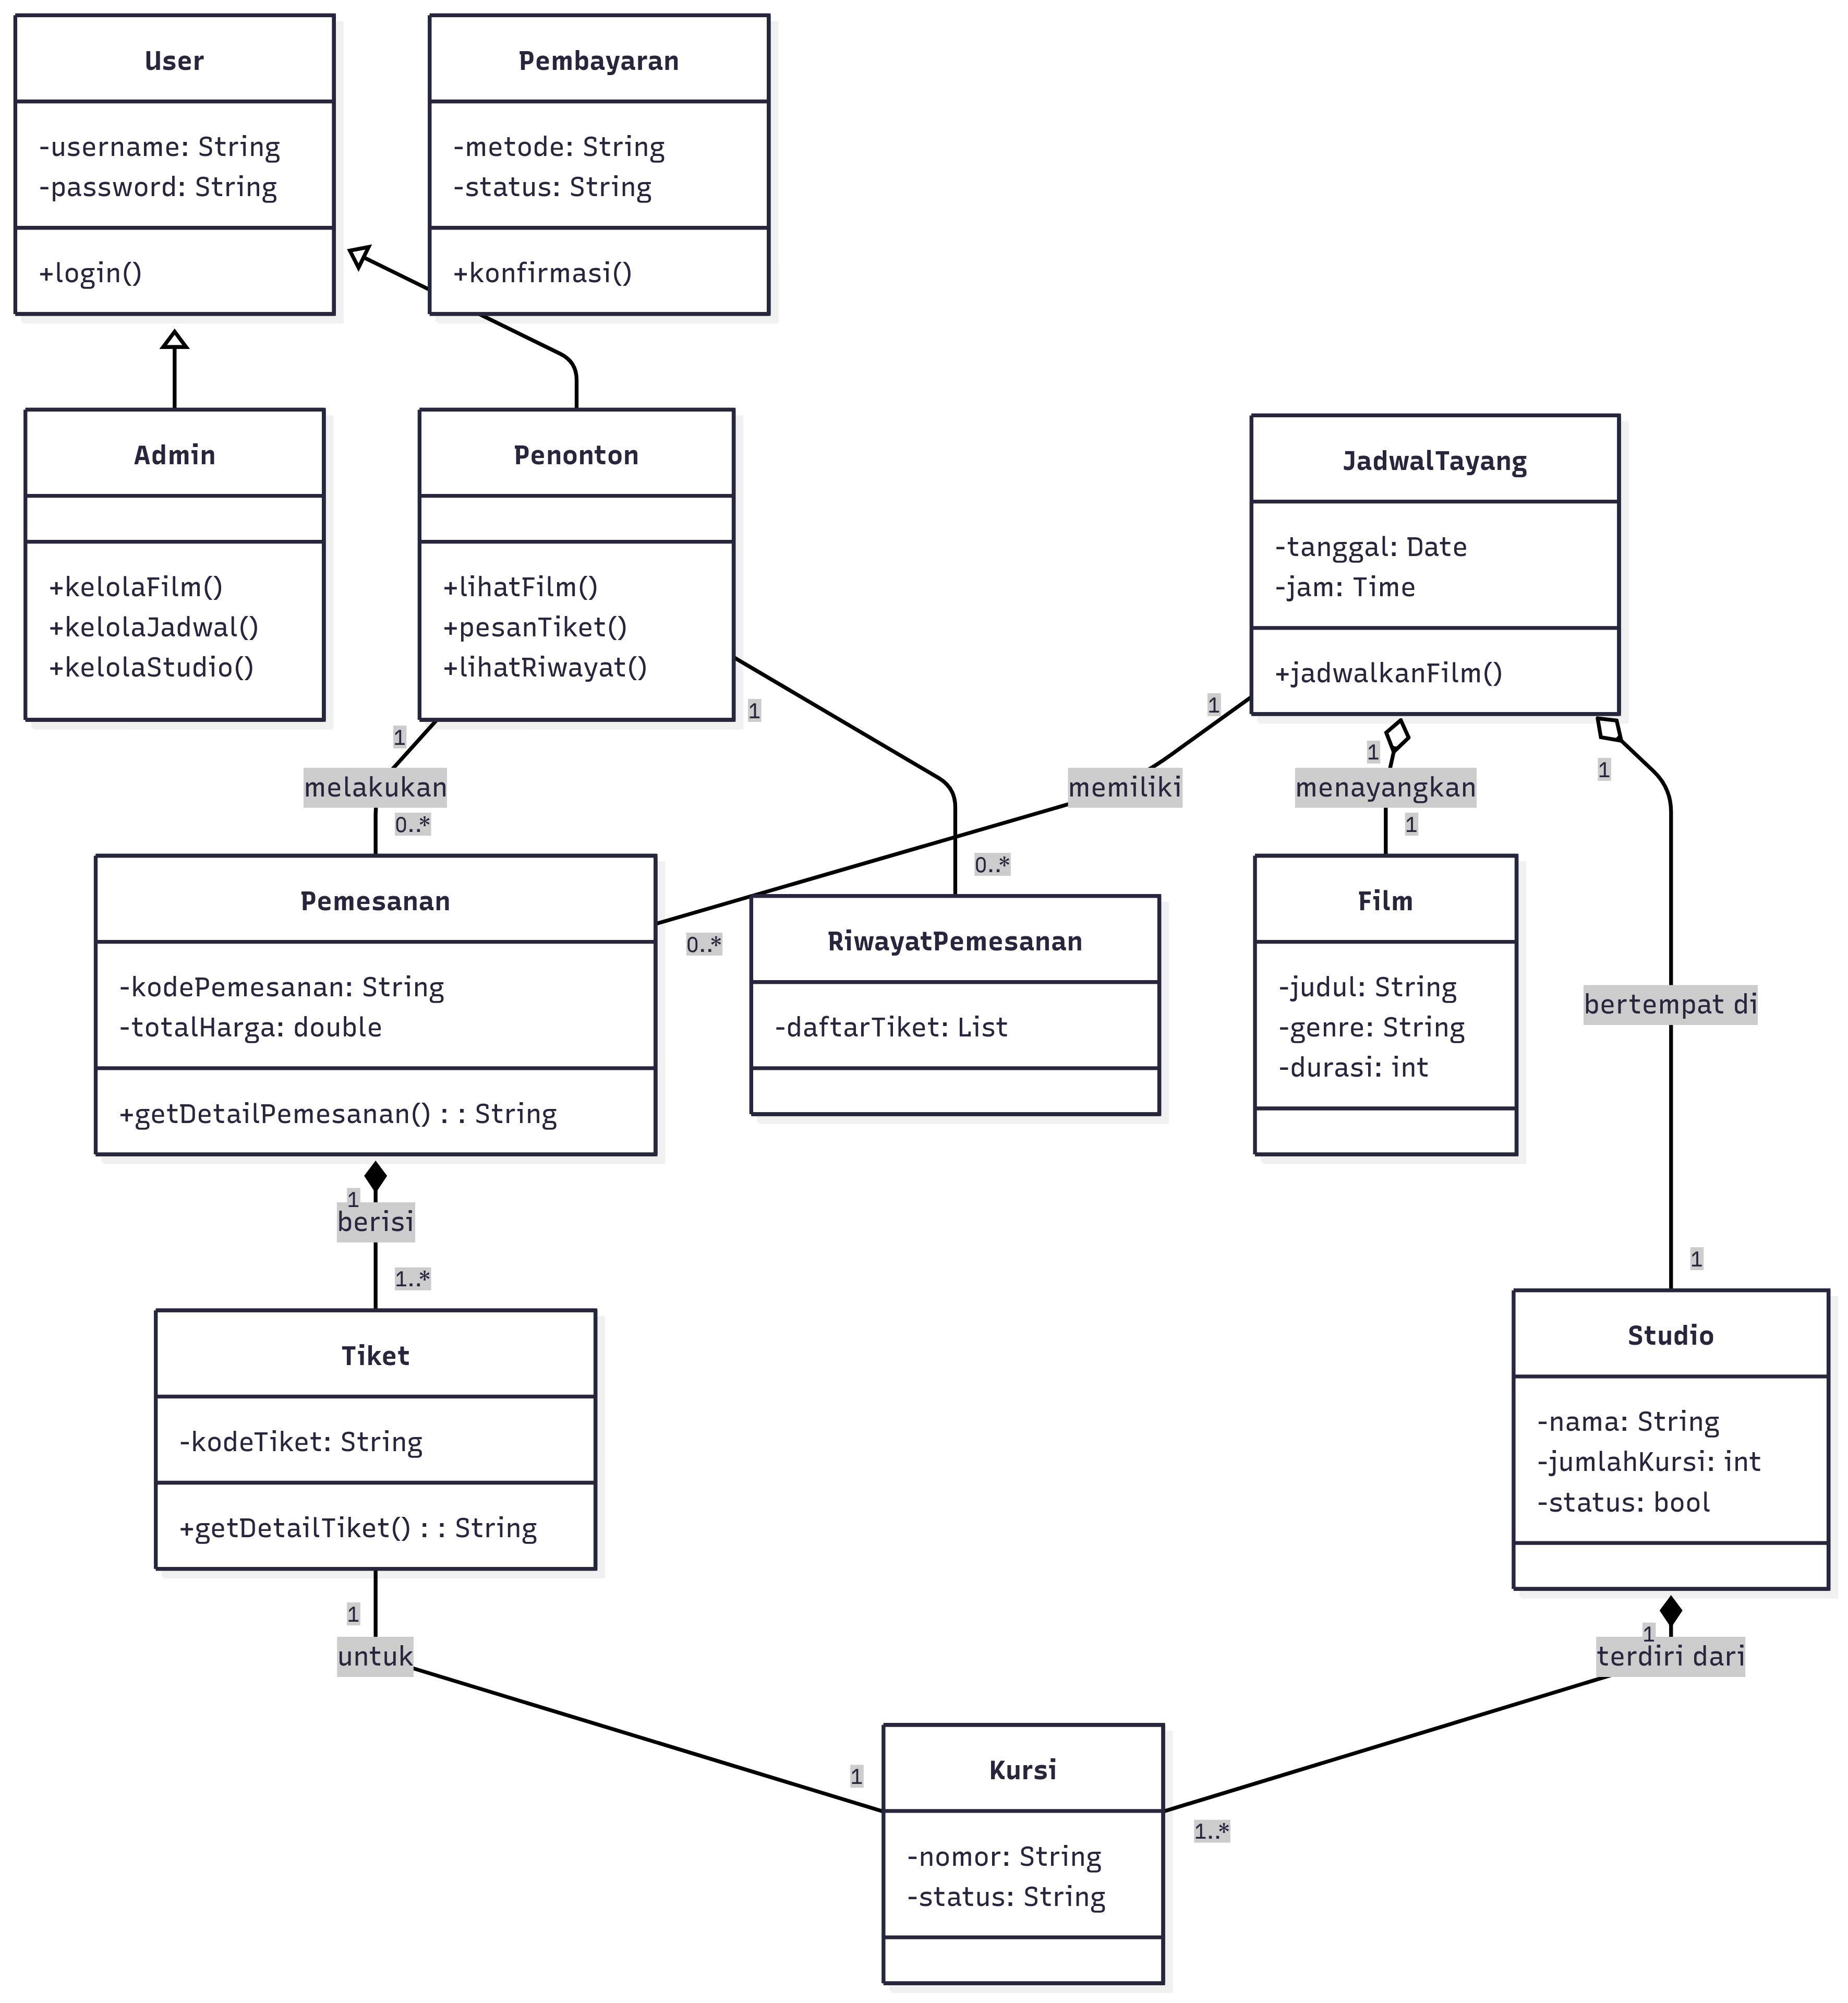 User
-username: String
-password: String
+login()
Pembayaran
-metode: String
-status: String
+konfirmasi()
Admin
+kelolaFilm()
+kelolaJadwal()
+kelolaStudio()
Penonton
+lihatFilm()
+pesanTiket()
+lihatRiwayat()
JadwalTayang
-tanggal: Date
-jam: Time
+jadwalkanFilm()
1
melakukan
0..*
1
0..*
1
memiliki
0..*
1
menayangkan
1
1
bertempat di
1
Pemesanan
-kodePemesanan: String
-totalHarga: double
+getDetailPemesanan() : : String
RiwayatPemesanan
-daftarTiket: List
Film
-judul: String
-genre: String
-durasi: int
1
berisi
1..*
Tiket
-kodeTiket: String
+getDetailTiket() : : String
Studio
-nama: String
-jumlahKursi: int
-status: bool
1
untuk
1
1
terdiri dari
1..*
Kursi
-nomor: String
-status: String